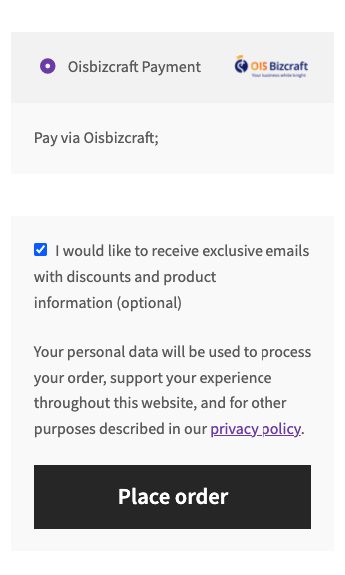 Oisbizcraft Payment
OIS Bizcraft
Your business white knight
Pay via Oisbizcraft;
I would like to receive exclusive emails
with discounts and product
information (optional)
Your personal data will be used to process
your order, support your experience
throughout this website, and for other
purposes described in our privacy policy.
Place order